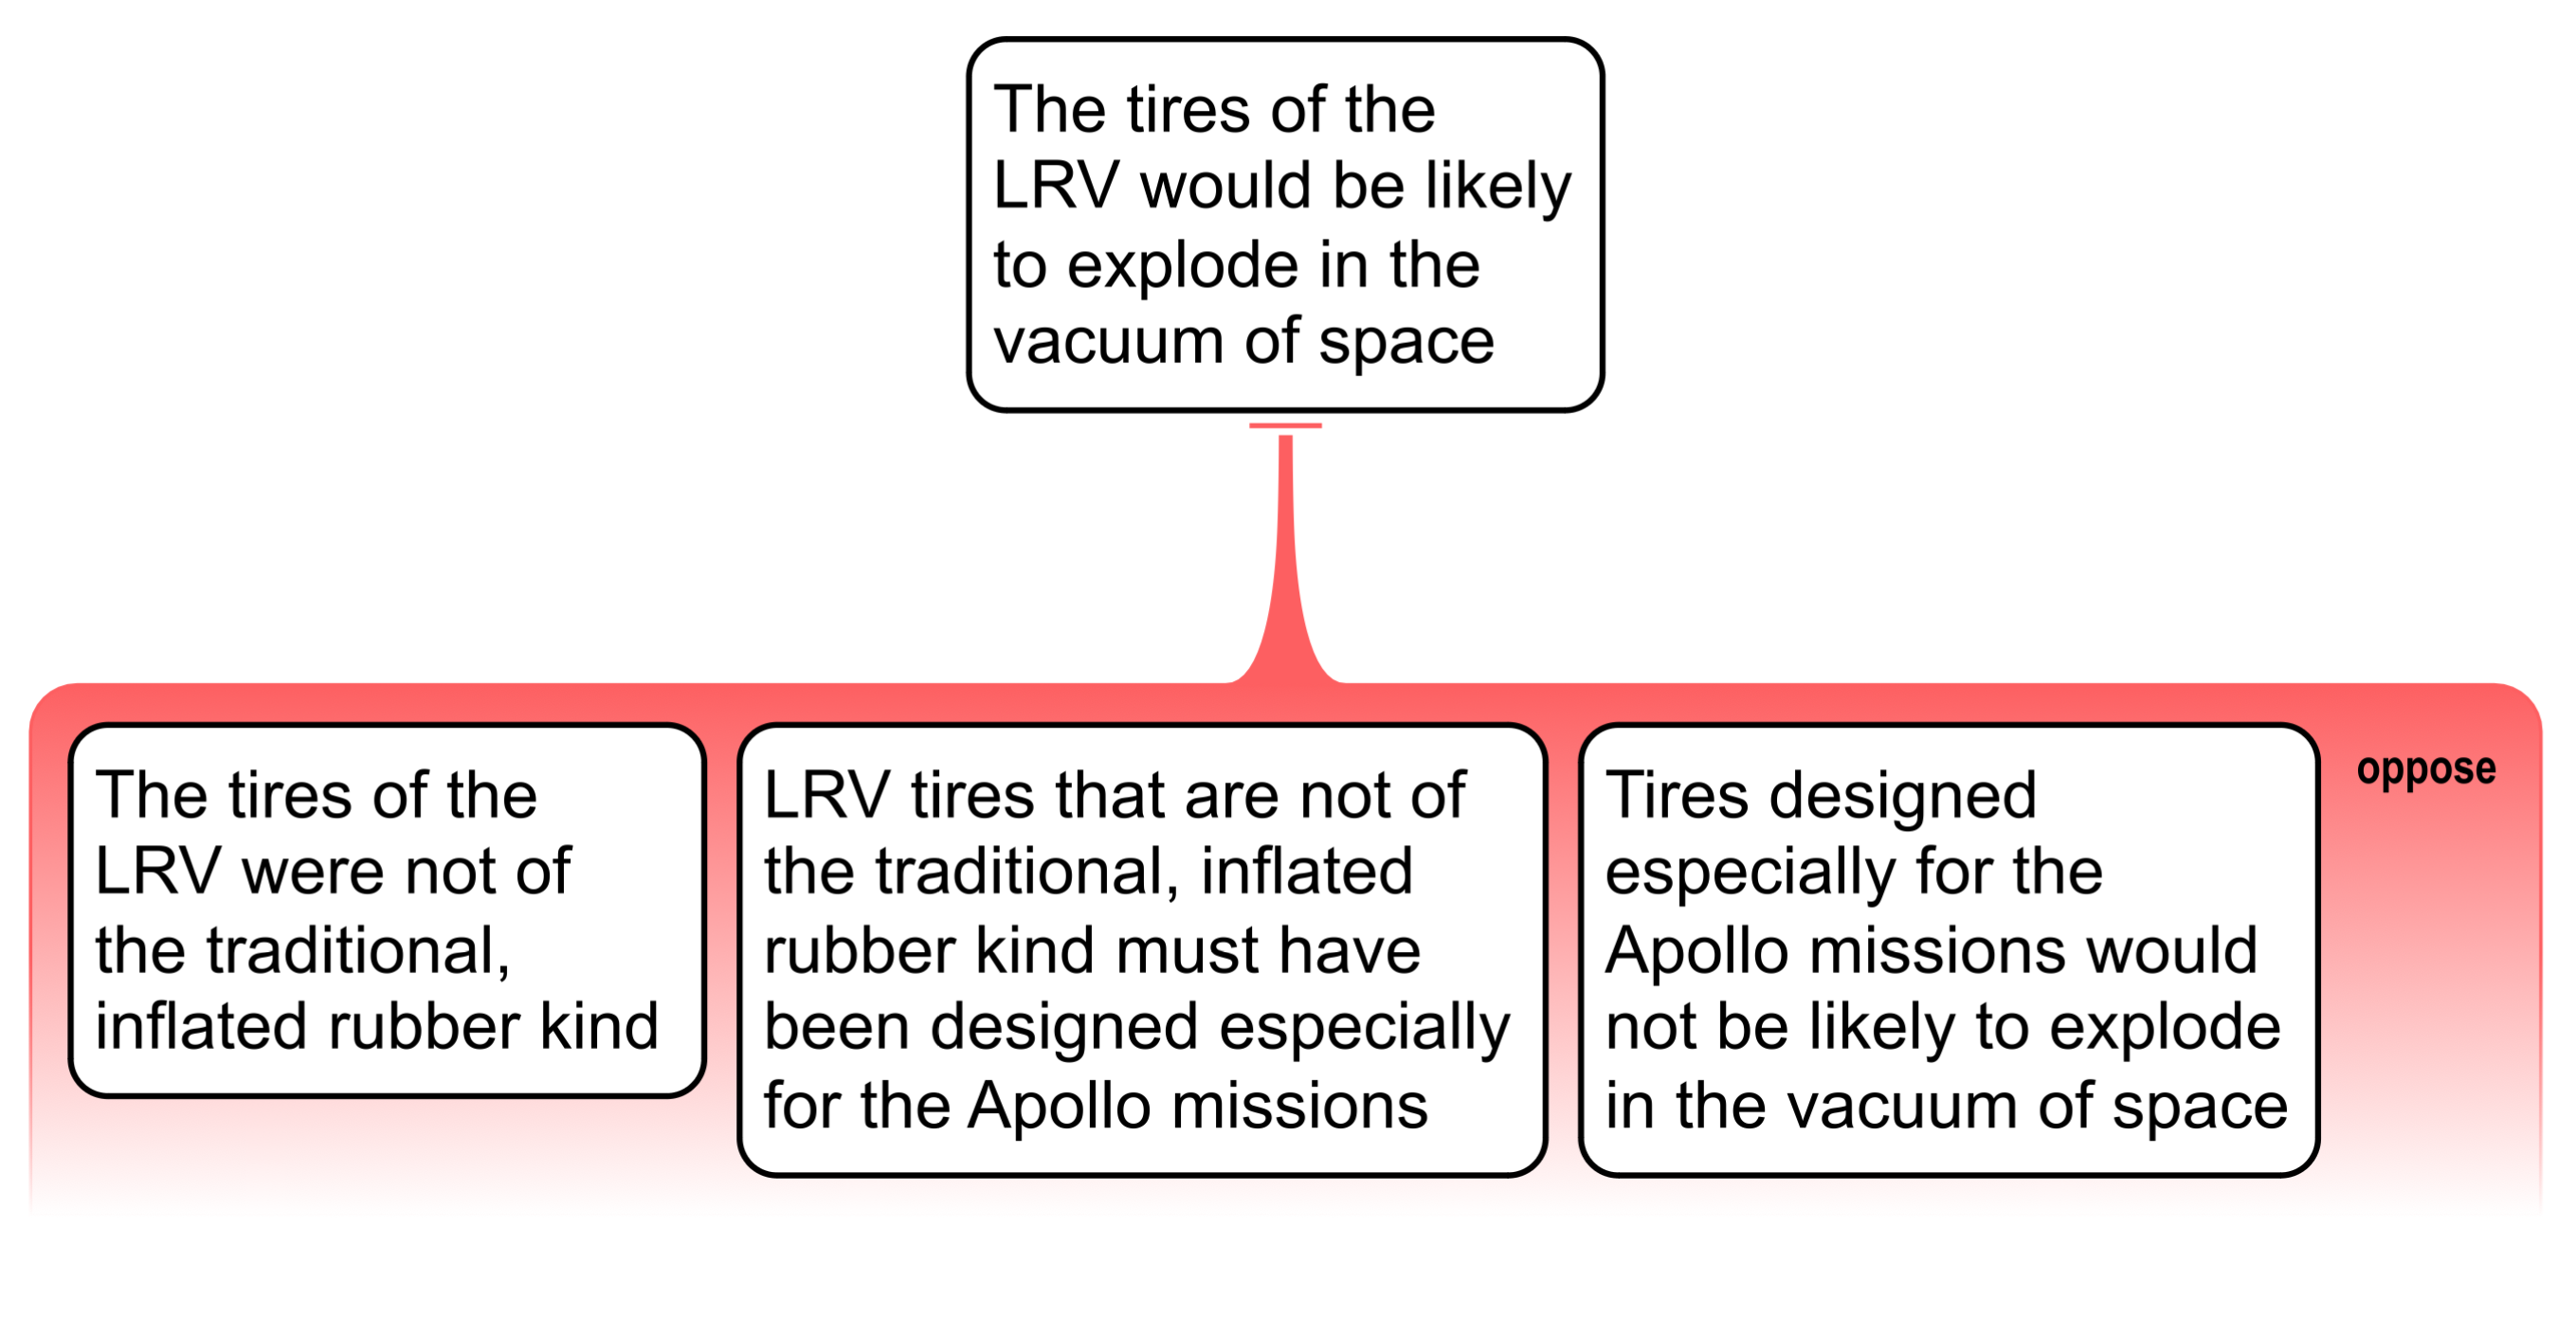 The tires of the
LRV would be likely
to explode in the
vacuum of space
The tires of the
LRV were not of
the traditional,
inflated rubber kind
LRV tires that are not of
the traditional, inflated
rubber kind must have
been designed especially
for the Apollo missions
Tires designed
especially for the
Apollo missions would
not be likely to explode
in the vacuum of space
oppose